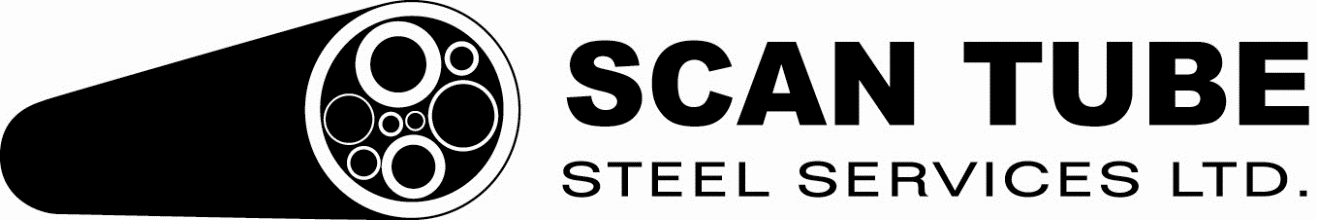 SCAN TUBE
STEEL SERVICES LTD.